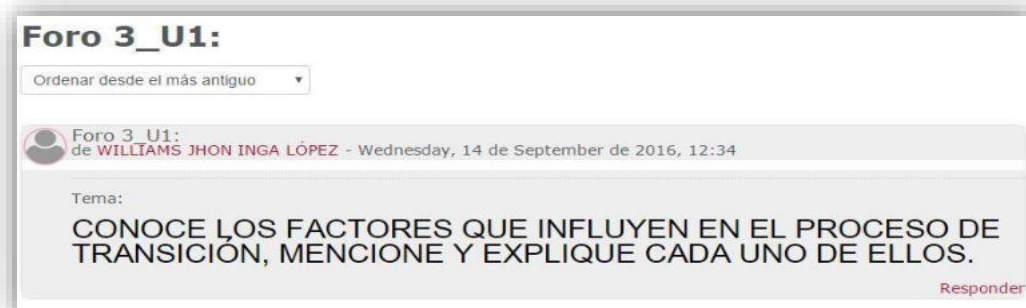 Foro 3_U1:
Ordenar desde el más antiguo
Foro 3_U1:
de WILLIAMS JHON INGA LÓPEZ - Wednesday, 14 de September de 2016, 12:34
Tema:
CONOCE LOS FACTORES QUE INFLUYEN EN EL PROCESO DE
TRANSICIÓN, MENCIONE Y EXPLIQUE CADA UNO DE ELLOS.
Responder